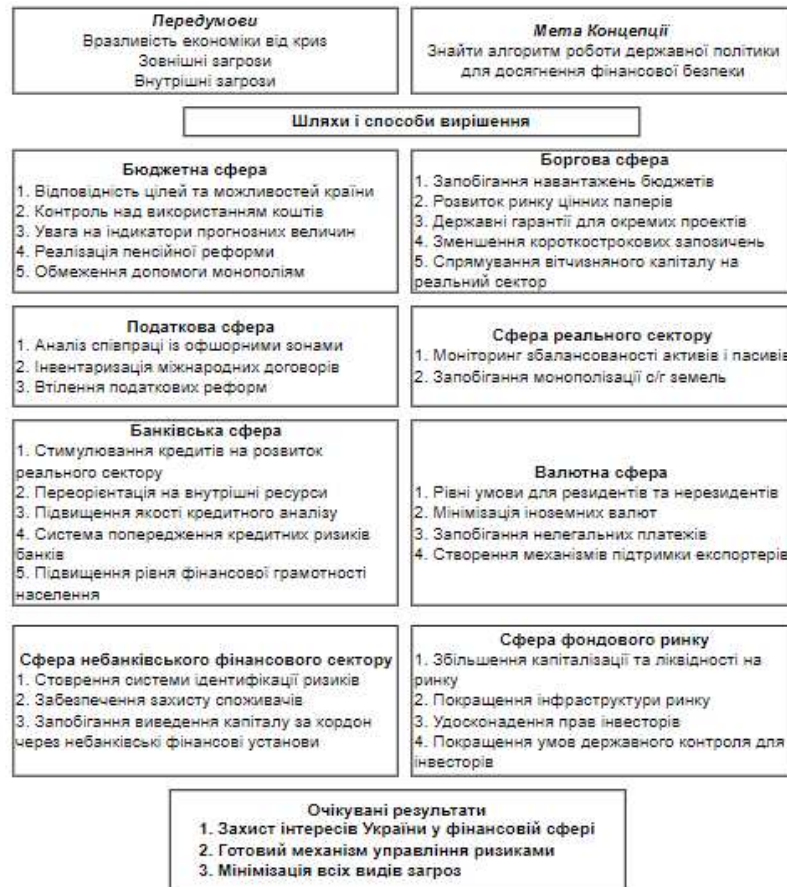 Передумови
Вразливість економіки від криз
Зовнішні загрози
Внутрішні загрози
Мета Концепції
Знайти алгоритм роботи державної політики
для досягнення фінансової безпеки
Шляхи і способи вирішення
Бюджетна сфера
1. Відповідність цілей та можливостей країни
2. Контроль над використанням коштів
3. Увага на індикатори прогнозних величин
4. Реалізація пенсійної реформи
5. Обмеження допомоги монополіям
Боргова сфера
1. Запобігання навантажень бюджетів
2. Розвиток ринку цінних паперів
3. Державні гарантії для окремих проектів
4. Зменшення короткострокових запозичень
5. Спрямування вітчизняного капіталу на
реальний сектор
Податкова сфера
1. Аналіз співпраці із офшорними зонами
2. Інвентаризація міжнародних договорів
3. Втілення податкових реформ
Сфера реального сектору
1. Моніторинг збалансованості активів і пасивів
2. Запобігання монополізації с/г земель
Банківська сфера
1. Стимулювання кредитів на розвиток
реального сектору
2. Переорієнтація на внутрішні ресурси
3. Підвищення якості кредитного аналізу
4. Система попередження кредитних ризиків
банків
5. Підвищення рівня фінансової грамотності
населення
Валютна сфера
1. Рівні умови для резидентів та нерезидентів
2. Мінімізація іноземних валют
3. Запобігання нелегальних платежів
4. Створення механізмів підтримки експортерів
Сфера небанківського фінансового сектору
1. Стоврення системи ідентифікації ризиків
2. Забезпечення захисту споживачів
3. Запобігання виведення капіталу за кордон
через небанківські фінансові установи
Сфера фондового ринку
1. Збільшення капіталізації та ліквідності на
ринку
2. Покращення інфраструктури ринку
3. Удосконадення прав інвесторів
4. Покращення умов державного контроля для
інвесторів
Очікувані результати
1. Захист інтересів України у фінансовій сфері
2. Готовий механізм управління ризиками
3. Мінімізація всіх видів загроз